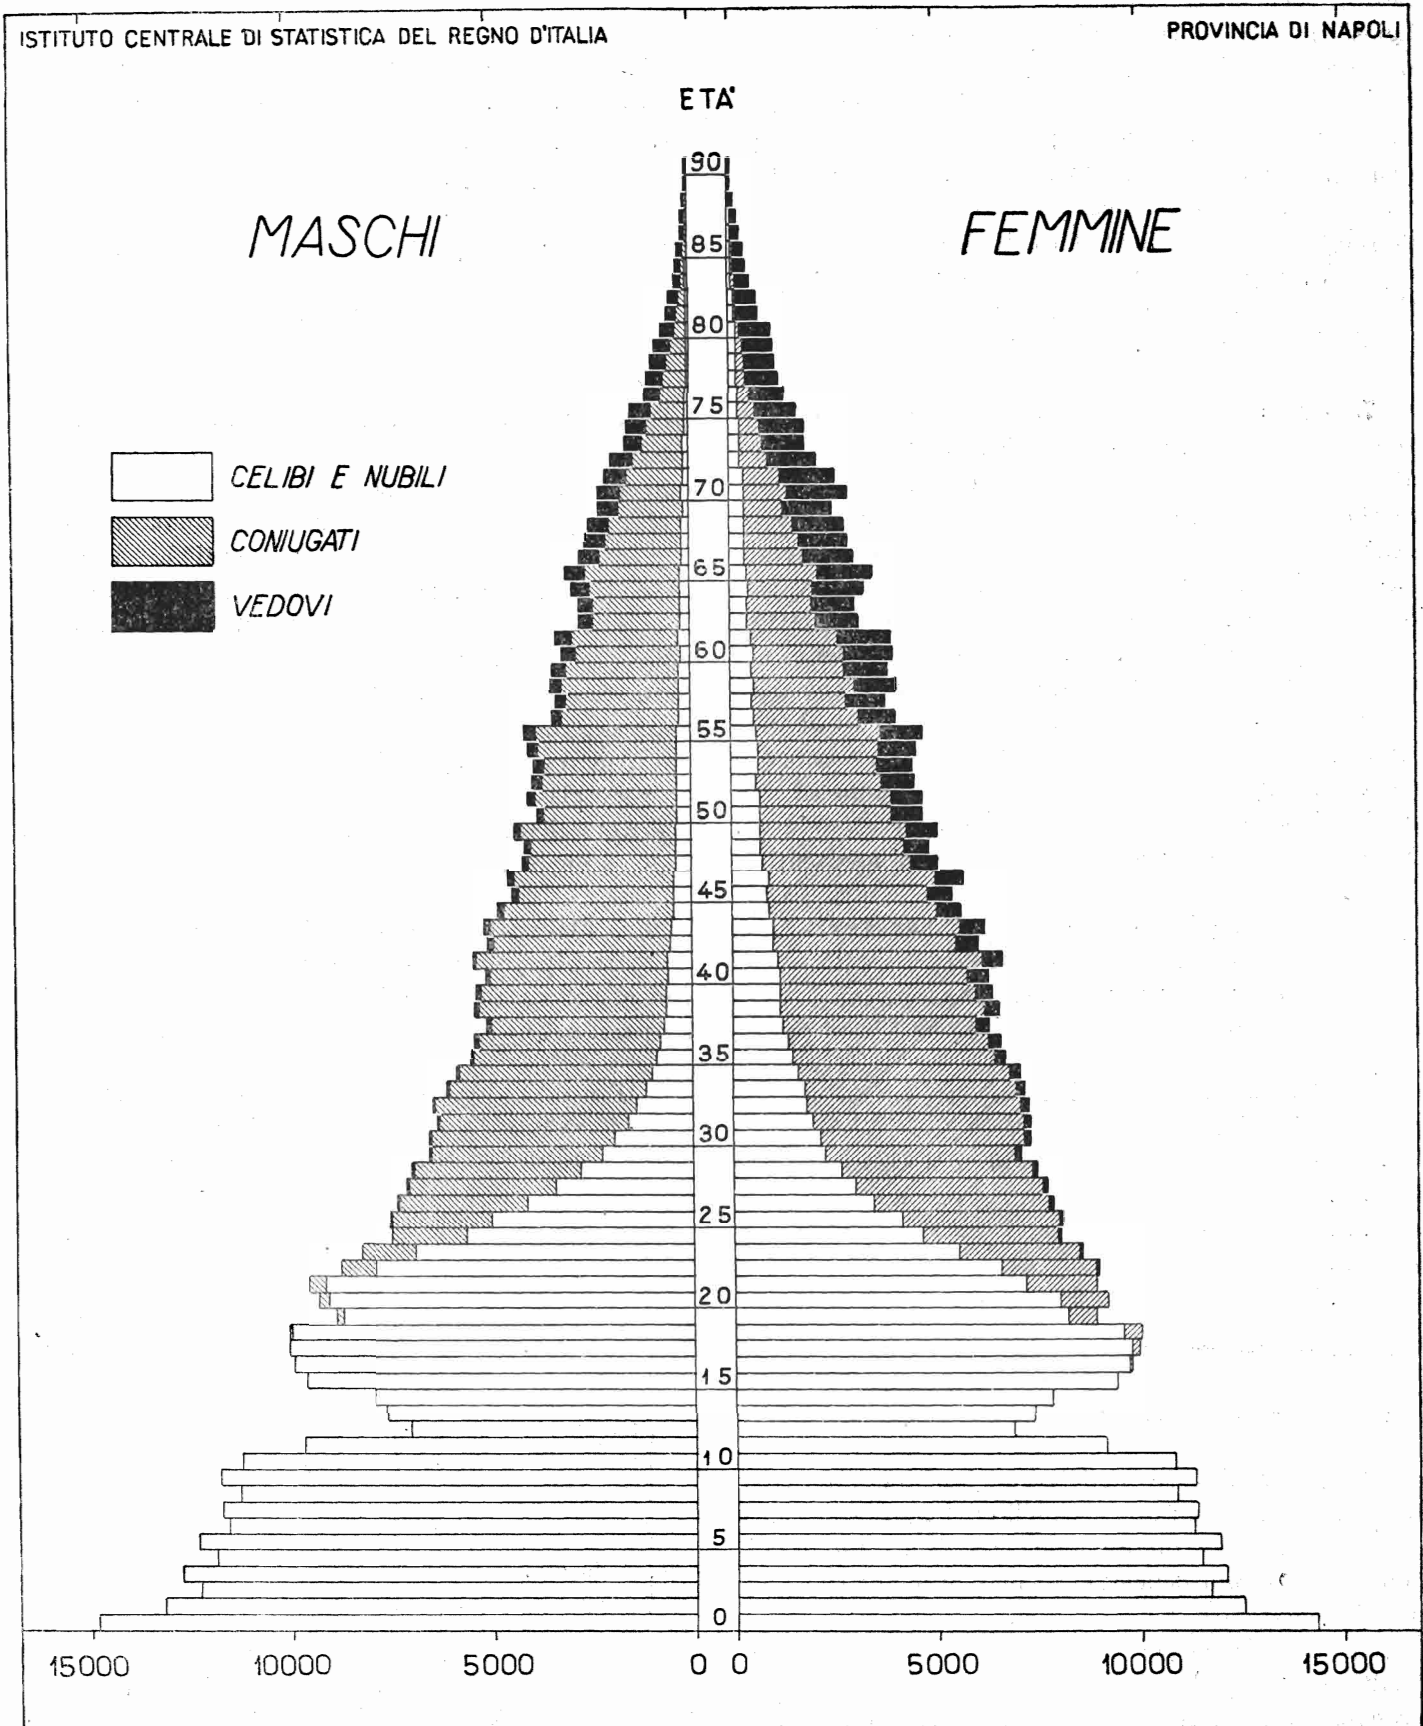 ISTITUTO CENTRALE DI STATISTICA DEL REGNO D'ITALIA
PROVINCIA DI NAPOLI
ETA'
90
MASCHI
FEMMINE
85
80
75
CELIBI E NUBILI
70
CONIUGATI
65
VEDOVI
60
55
50
45
40
35
30
25
20
15
10
5
0
15000 10000 5000 0 0 5000 10000 15000